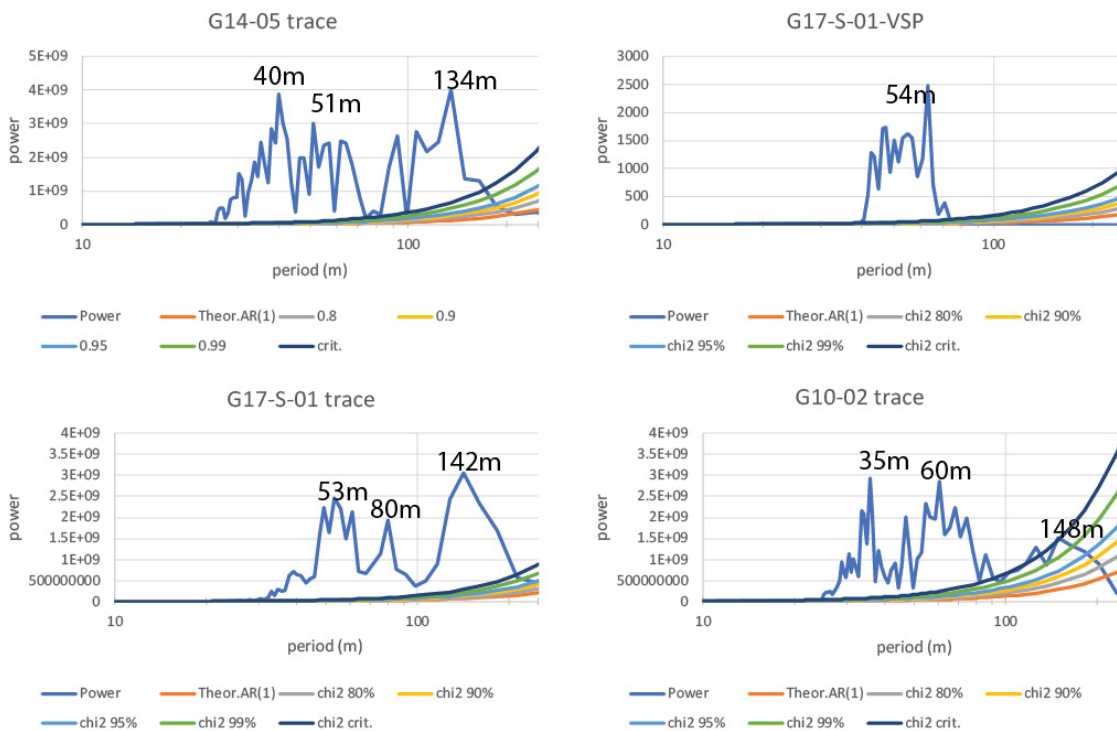 G14-05 trace
5E+09
4E+09
3E+09
2E+09
1E+09
0
power
40m
51m
134m
10
100
period (m)
Power
Theor.AR(1)
0.8
0.9
0.95
0.99
crit.
G17-S-01-VSP
3000
2500
2000
1500
1000
500
0
power
54m
10
100
period (m)
Power
Theor.AR(1)
chi2 80%
chi2 90%
chi2 95%
chi2 99%
chi2 crit.
G17-S-01 trace
4E+09
3.5E+09
3E+09
2.5E+09
2E+09
1.5E+09
1E+09
500000000
0
power
53m
80m
142m
10
100
period (m)
Power
Theor.AR(1)
chi2 80%
chi2 90%
chi2 95%
chi2 99%
chi2 crit.
G10-02 trace
4E+09
3.5E+09
3E+09
2.5E+09
2E+09
1.5E+09
1E+09
500000000
0
power
35m
60m
148m
10
100
period (m)
Power
Theor.AR(1)
chi2 80%
chi2 90%
chi2 95%
chi2 99%
chi2 crit.